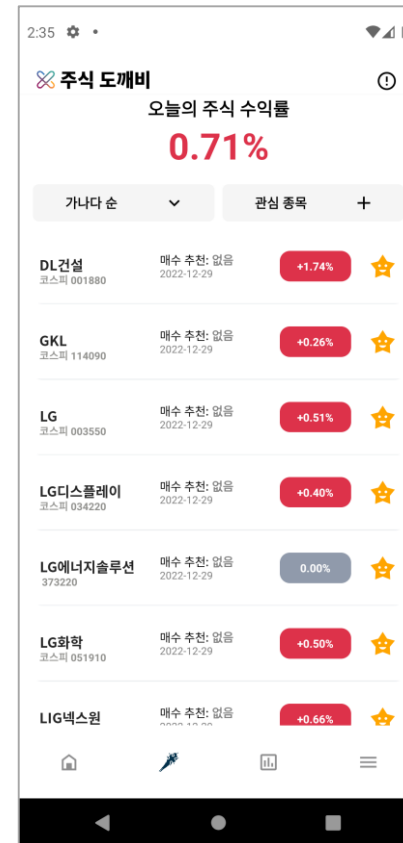 2:35
주식 도깨비
오늘의 주식 수익률
0.71%
가나다 순
관심 종목
DL건설
매수 추천: 없음
+1.74%
코스피 001880
2022-12-29
GKL
매수 추천: 없음
+0.26%
코스피 114090
2022-12-29
LG
매수 추천: 없음
+0.51%
코스피 003550
2022-12-29
LG디스플레이
매수 추천: 없음
+0.40%
코스피 034220
2022-12-29
LG에너지솔루션
매수 추천: 없음
0.00%
373220
2022-12-29
LG화학
매수 추천: 없음
+0.50%
코스피 051910
2022-12-29
LIG넥스원
매수 추천: 없음
+0.66%